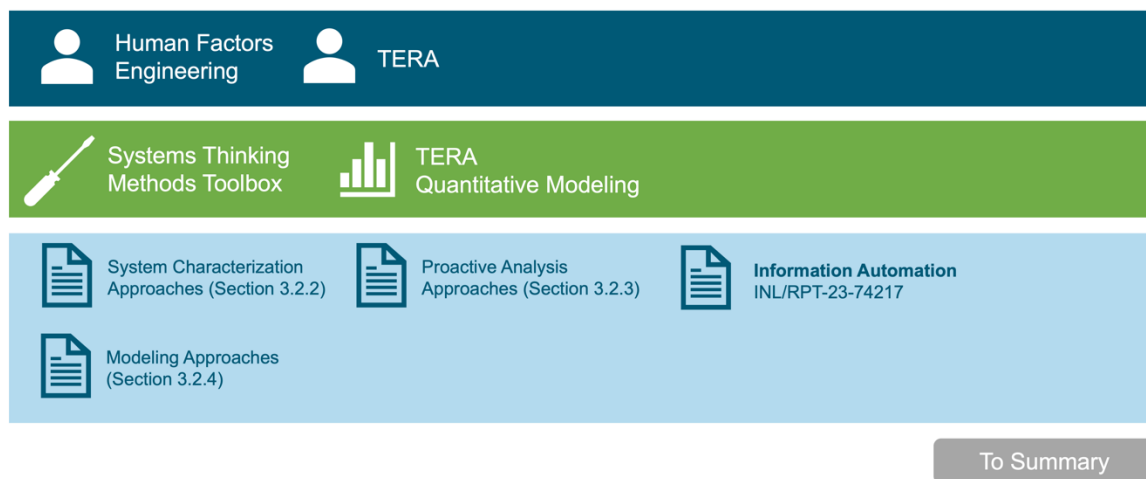 Human Factors
Engineering
TERA
Systems Thinking
Methods Toolbox
TERA
Quantitative Modeling
System Characterization
Approaches (Section 3.2.2)
Proactive Analysis
Approaches (Section 3.2.3)
Information Automation
INL/RPT-23-74217
Modeling Approaches
(Section 3.2.4)
To Summary